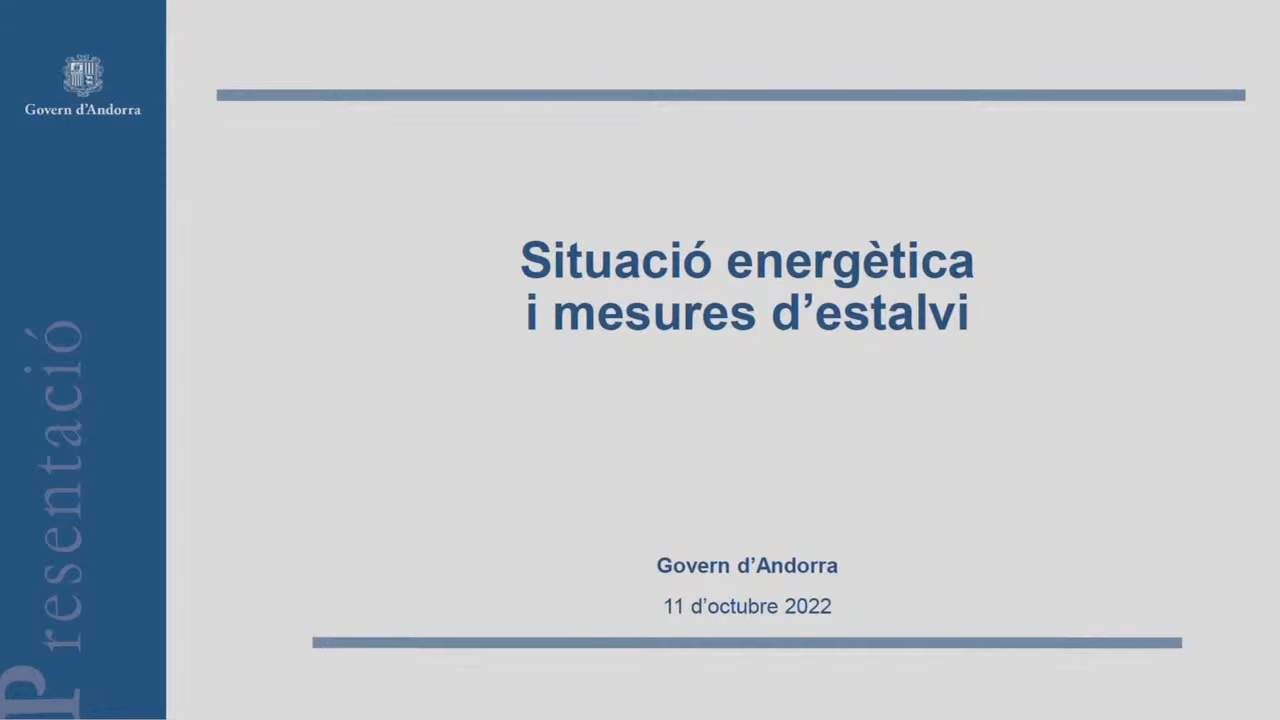 Govern d'Andorra
Situació energètica
i mesures d'estalvi
Govern d'Andorra
11 d'octubre 2022
Presentació